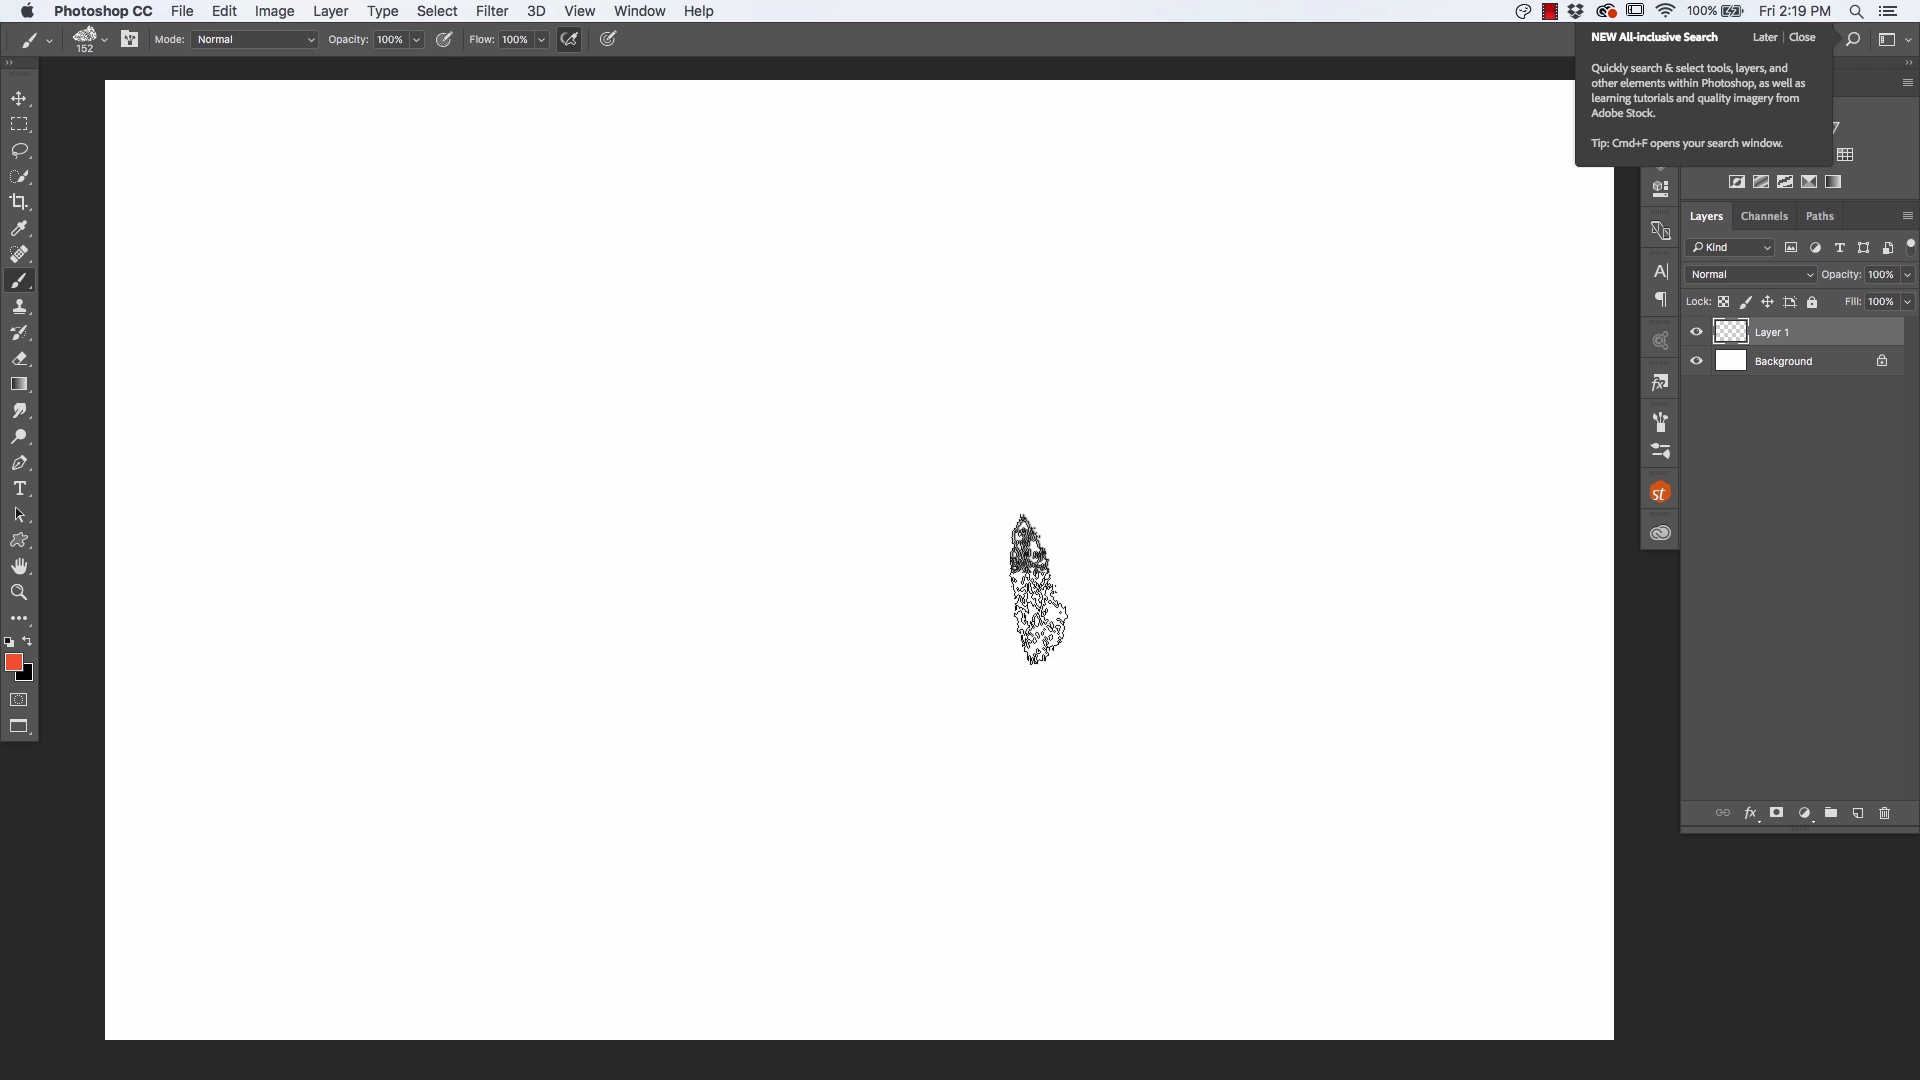 Photoshop CC File Edit Image Layer Type Select Filter 3D View Window Help 100% Fri 2:19 PM
152 Mode: Normal Opacity: 100% Flow: 100%
NEW All-inclusive Search Later | Close
Quickly search & select tools, layers, and
other elements within Photoshop, as well as
learning tutorials and quality imagery from
Adobe Stock.
Tip: Cmd+F opens your search window.
Layers Channels Paths
Kind
Normal Opacity: 100%
Lock: Fill: 100%
Layer 1
Background
st